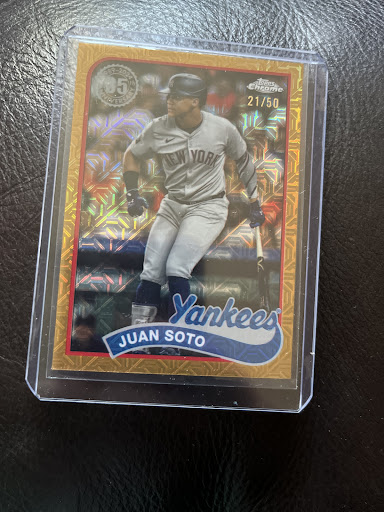 35
Topps
Chrome
21/50
NEW YORK
Yankees
JUAN SOTO